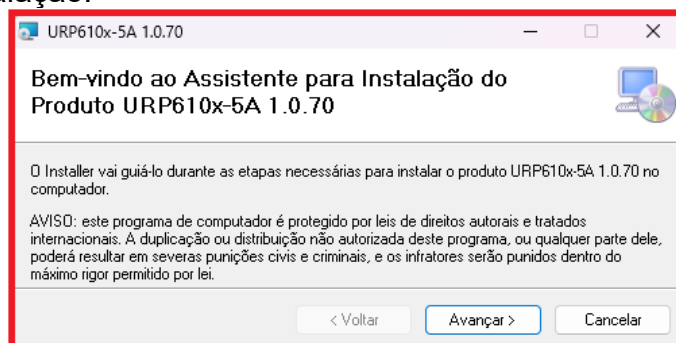 URP610x-5A 1.0.70
Bem-vindo ao Assistente para Instalação do
Produto URP610x-5A 1.0.70
O Installer vai guiá-lo durante as etapas necessárias para instalar o produto URP610x-5A 1.0.70 no
computador.
AVISO: este programa de computador é protegido por leis de direitos autorais e tratados
internacionais. A duplicação ou distribuição não autorizada deste programa, ou qualquer parte dele,
poderá resultar em severas punições civis e criminais, e os infratores serão punidos dentro do
máximo rigor permitido por lei.
< Voltar
Avançar >
Cancelar